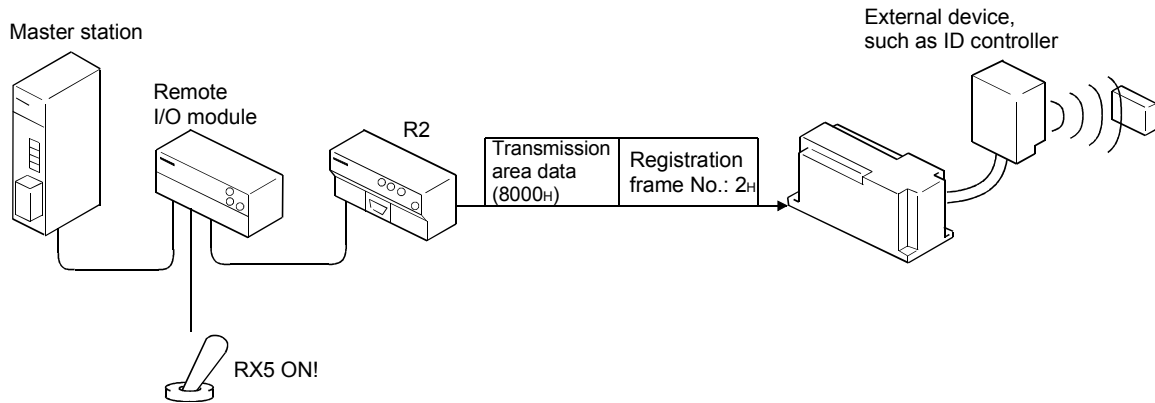 Master station
Remote
I/O module
R2
Transmission
area data
(8000H)
Registration
frame No.: 2H
External device,
such as ID controller
RX5 ON!